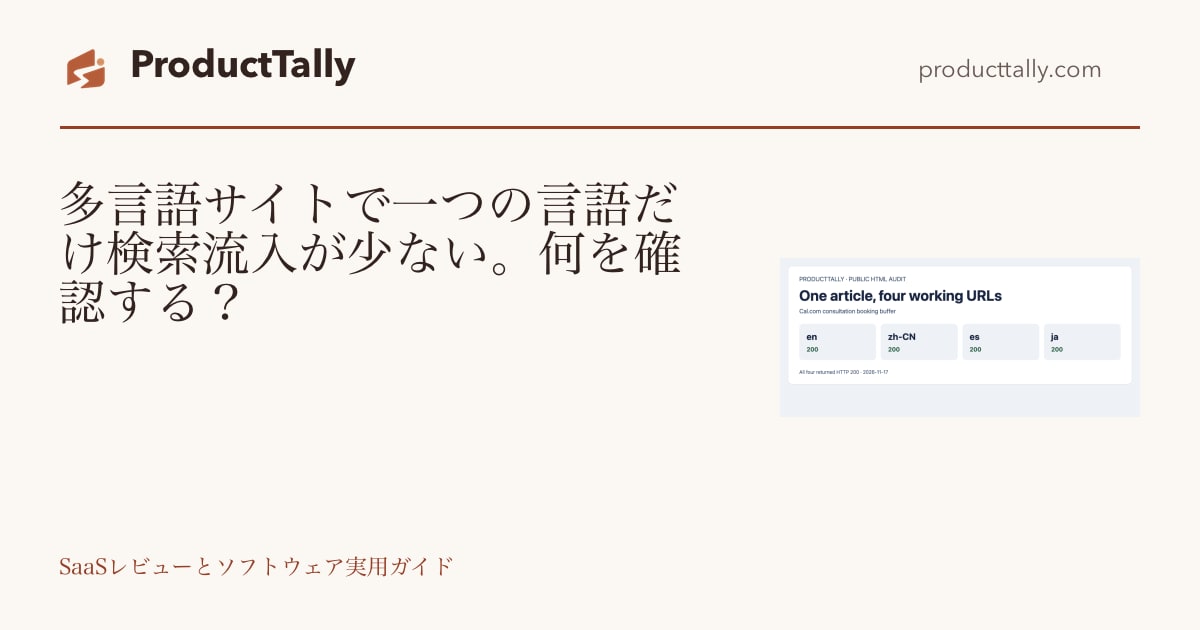 ProductTally
producttally.com
多言語サイトで一つの言語だ
け検索流入が少ない。何を確
認する？
PRODUCTTALLY · PUBLIC HTML AUDIT
One article, four working URLs
Cal.com consultation booking buffer
en
200
zh-CN
200
es
200
ja
200
All four returned HTTP 200 · 2026-11-17
SaaSレビューとソフトウェア実用ガイド